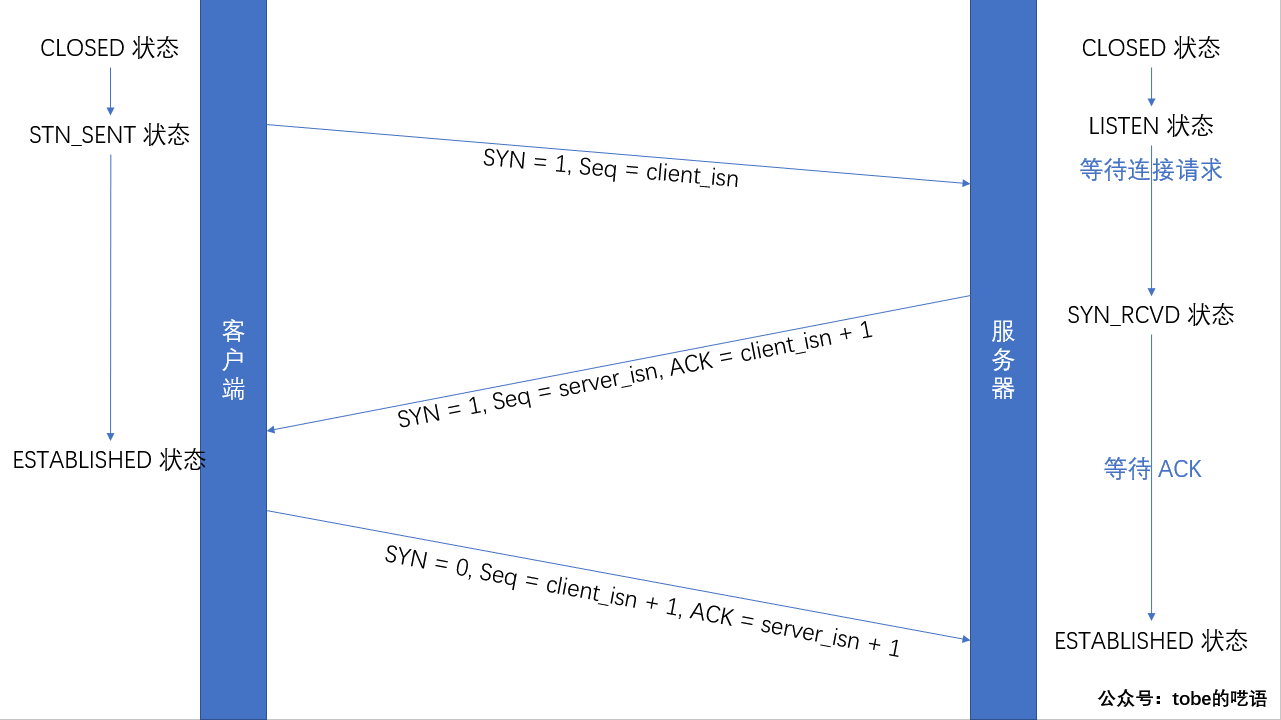 CLOSED 状态
STN_SENT 状态
ESTABLISHED 状态
客户端
SYN = 1, Seq = client_isn
SYN = 1, Seq = server_isn, ACK = client_isn + 1
SYN = 0, Seq = client_isn + 1, ACK = server_isn + 1
服务器
CLOSED 状态
LISTEN 状态
等待连接请求
SYN_RCVD 状态
等待 ACK
ESTABLISHED 状态
公众号：tobe的呓语